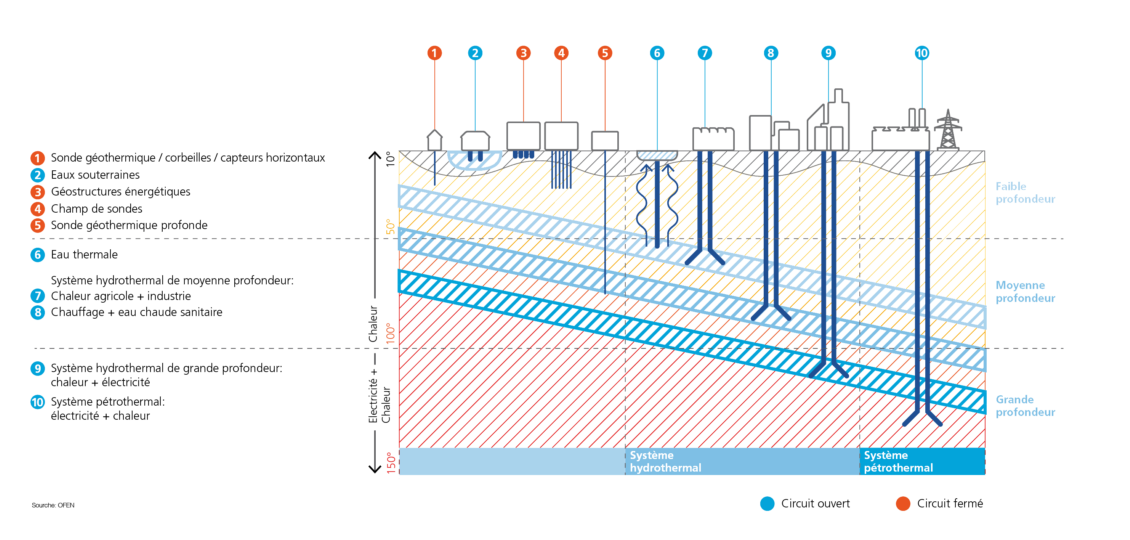 1 2 3 4 5 6 7 8 9 10
1 Sonde géothermique / corbeilles / capteurs horizontaux
2 Eaux souterraines
3 Géostructures énergétiques
4 Champ de sondes
5 Sonde géothermique profonde
6 Eau thermale
Système hydrothermal de moyenne profondeur:
7 Chaleur agricole + industrie
8 Chauffage + eau chaude sanitaire
9 Système hydrothermal de grande profondeur:
chaleur + électricité
10 Système pétrothermal:
électricité + chaleur
Chaleur
Electricité +
Chaleur
10°
50°
100°
150°
Faible
profondeur
Moyenne
profondeur
Grande
profondeur
Système
hydrothermal
Système
pétrothermal
Sourche: OFEN
Circuit ouvert
Circuit fermé